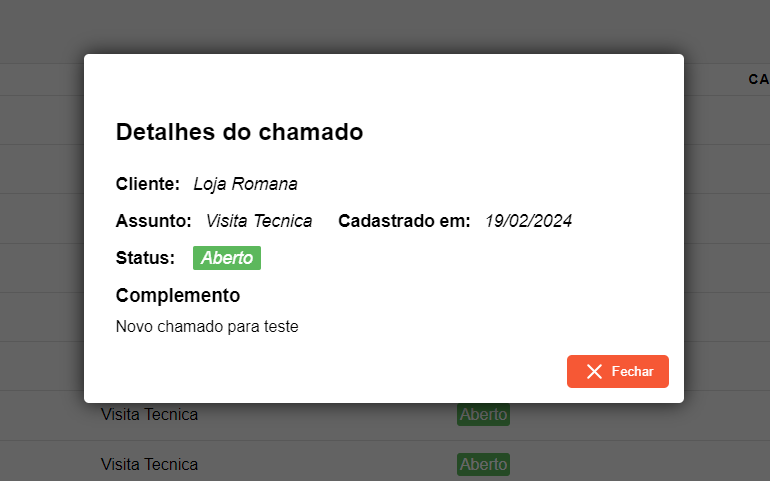 CA
Detalhes do chamado
Cliente: Loja Romana
Assunto: Visita Tecnica Cadastrado em: 19/02/2024
Status: Aberto
Complemento
Novo chamado para teste
Fechar
Visita Tecnica Aberto
Visita Tecnica Aberto